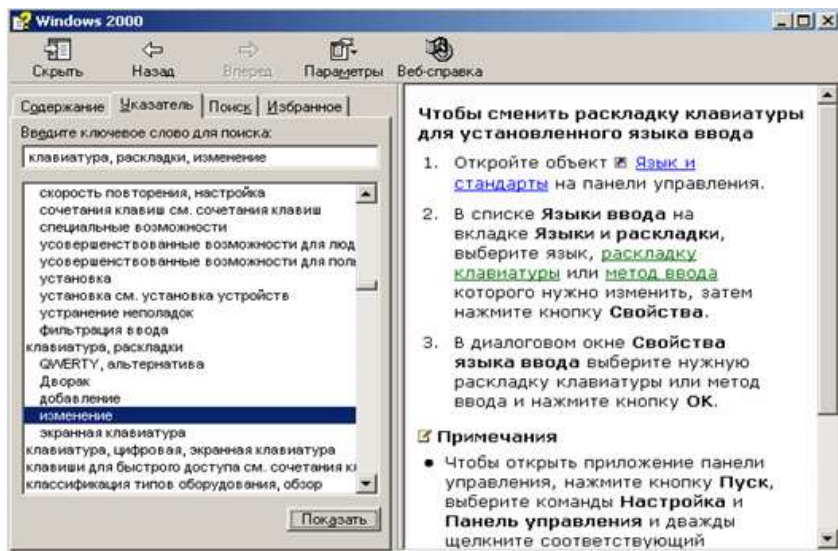 Windows 2000
Скрыть Назад Вперед Параметры Веб-справка
Содержание Указатель Поиск Избранное
Введите ключевое слово для поиска:
клавиатура, раскладки, изменение
скорость повторения, настройка
сочетания клавиш см. сочетания клавиш
специальные возможности
усовершенствованные возможности для люд
усовершенствованные возможности для поль
установка
установка см. установка устройств
устранение неполадок
фильтрация ввода
клавиатура, раскладки
QWERTY, альтернатива
Дворак
добавление
изменение
экранная клавиатура
клавиатура, цифровая, экранная клавиатура
клавиши для быстрого доступа см. сочетания кл
классификация типов оборудования, обзор
Показать
Чтобы сменить раскладку клавиатуры
для установленного языка ввода
1. Откройте объект Язык и
стандарты на панели управления.
2. В списке Языки ввода на
вкладке Языки и раскладки,
выберите язык, раскладку
клавиатуры или метод ввода
которого нужно изменить, затем
нажмите кнопку Свойства.
3. В диалоговом окне Свойства
языка ввода выберите нужную
раскладку клавиатуры или метод
ввода и нажмите кнопку OK.
Примечания
• Чтобы открыть приложение панели
управления, нажмите кнопку Пуск,
выберите команды Настройка и
Панель управления и дважды
щелкните соответствующий